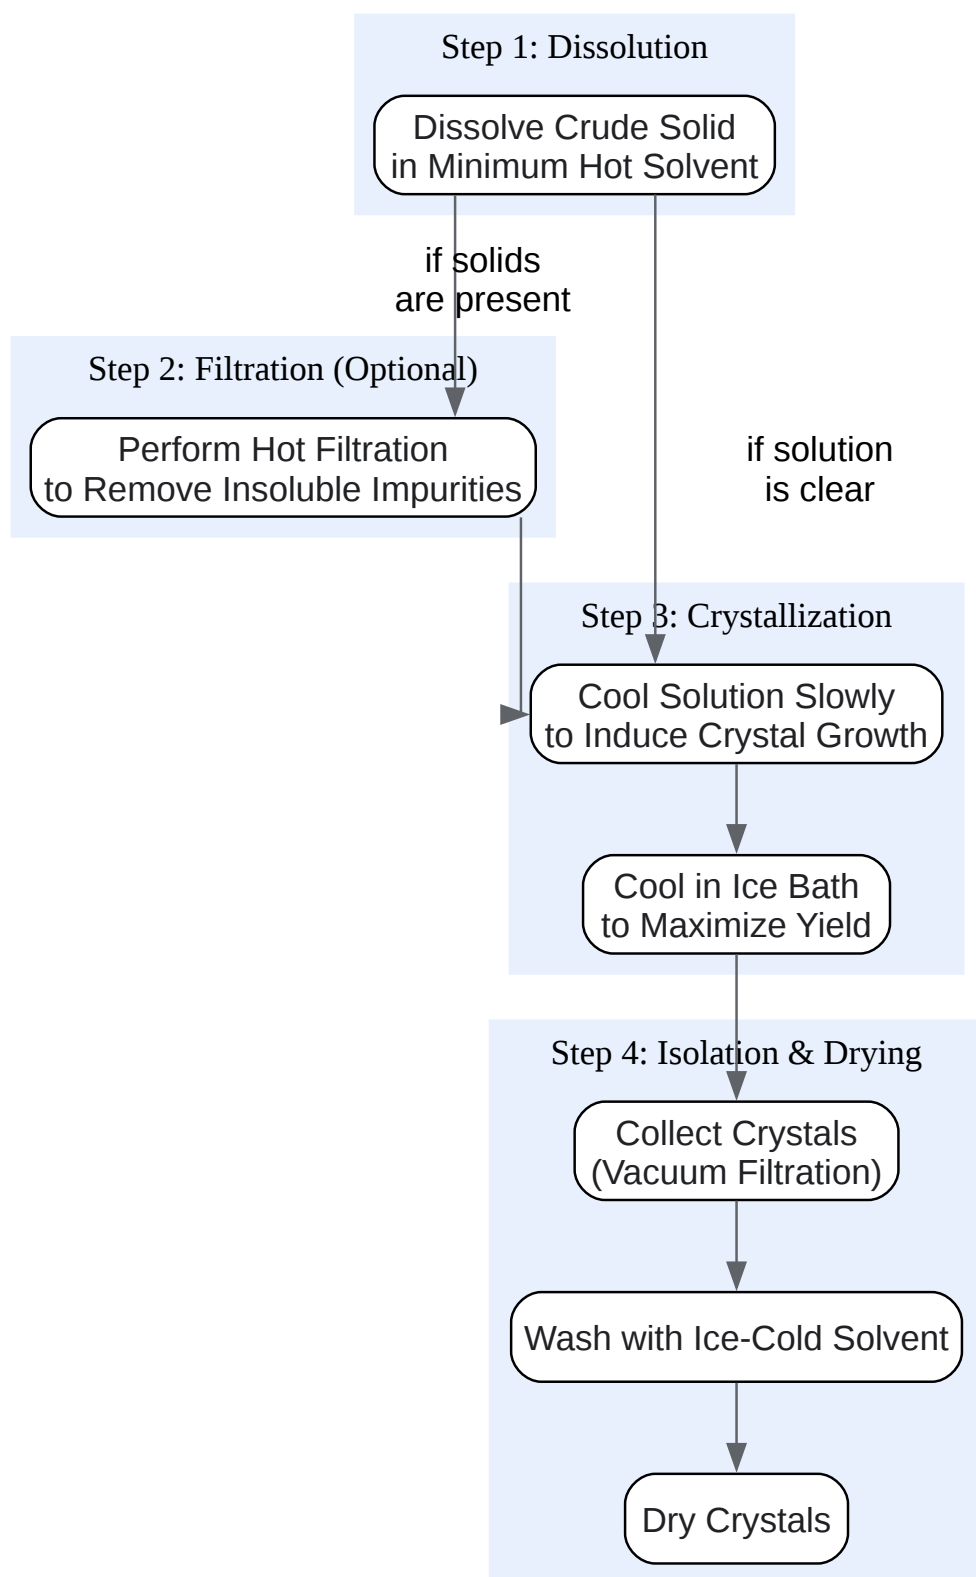 Step 1: Dissolution
Dissolve Crude Solid
in Minimum Hot Solvent
if solids
are present
Step 2: Filtration (Optional)
Perform Hot Filtration
to Remove Insoluble Impurities
if solution
is clear
Step 3: Crystallization
Cool Solution Slowly
to Induce Crystal Growth
Cool in Ice Bath
to Maximize Yield
Step 4: Isolation & Drying
Collect Crystals
(Vacuum Filtration)
Wash with Ice-Cold Solvent
Dry Crystals